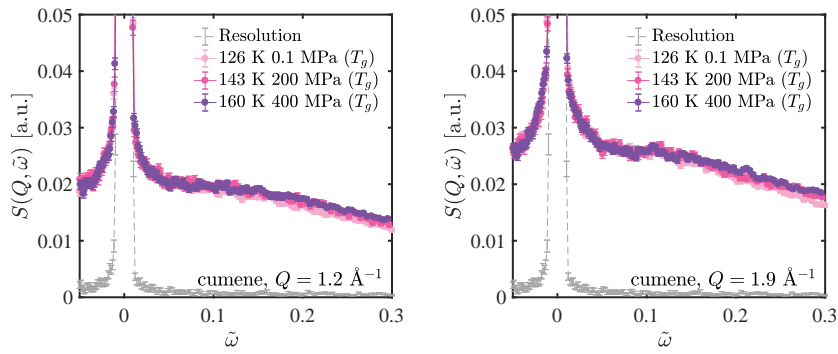 S(Q, ω̃) [a.u.]
0.05
0.04
0.03
0.02
0.01
0
Resolution
126 K 0.1 MPa (Tg)
143 K 200 MPa (Tg)
160 K 400 MPa (Tg)
cumene, Q = 1.2 Å⁻¹
0 0.1 0.2 0.3
ω̃
S(Q, ω̃) [a.u.]
0.05
0.04
0.03
0.02
0.01
0
Resolution
126 K 0.1 MPa (Tg)
143 K 200 MPa (Tg)
160 K 400 MPa (Tg)
cumene, Q = 1.9 Å⁻¹
0 0.1 0.2 0.3
ω̃